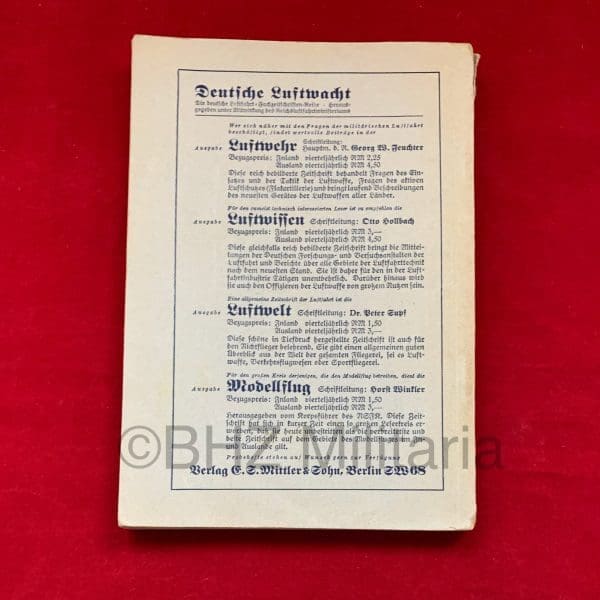 Deutsche Luftwacht
Die deutsche Luftfahrt-Fachzeitschriften-Reihe · Heraus-
gegeben unter Mitwirkung des Reichsluftfahrtministeriums
Wer sich näher mit den Fragen der militärischen Luftfahrt
beschäftigt, findet wertvolle Beiträge in der
Ausgabe Luftwehr Schriftleitung:
Hauptm. d. R. Georg W. Feuchter
Bezugspreis: Inland vierteljährlich RM 2,25
Ausland vierteljährlich RM 4,50
Diese reich bebilderte Zeitschrift behandelt Fragen des Ein-
satzes und der Taktik der Luftwaffe, Fragen des aktiven
Luftschutzes (Flakartillerie) und bringt laufend Beschreibungen
des neuesten Gerätes der Luftwaffen aller Länder.
Für den zumeist technisch interessierten Leser ist zu empfehlen die
Ausgabe Luftwissen Schriftleitung: Otto Hollbach
Bezugspreis: Inland vierteljährlich RM 3,—
Ausland vierteljährlich RM 4,50
Diese gleichfalls reich bebilderte Zeitschrift bringt die Mittei-
lungen der Deutschen Forschungs- und Versuchsanstalten der
Luftfahrt und Berichte über alle Gebiete der Luftfahrttechnik
nach dem neuesten Stand. Sie ist daher für den in der Luft-
fahrtindustrie Tätigen unentbehrlich. Darüber hinaus wird
sie auch den Offizieren der Luftwaffe von großem Nutzen sein.
Eine allgemeine Zeitschrift der Luftfahrt ist die
Ausgabe Luftwelt Schriftleitung: Dr. Peter Supf
Bezugspreis: Inland vierteljährlich RM 1,50
Ausland vierteljährlich RM 3,—
Diese schöne in Tiefdruck hergestellte Zeitschrift ist auch für
den Nichtflieger belehrend. Sie gibt einen allgemeinen guten
Überblick aus der Welt der gesamten Fliegerei, sei es Luft-
waffe, Verkehrsflugwesen oder Sportfliegerei.
Für den großen Kreis derjenigen, die den Modellflug betreiben, dient die
Ausgabe Modellflug Schriftleitung: Horst Winkler
Bezugspreis: Inland vierteljährlich RM 1,50
Ausland vierteljährlich RM 3,—
Herausgegeben vom Korpsführer des NSFK. Diese Zeit-
schrift hat sich in kurzer Zeit einen großen Leserkreis er-
worben, daß sie heute unbestritten als die verbreitetste und
beste Zeitschrift auf dem Gebiete des Modellfluges im In- und
Auslande gilt.
Probehefte stehen auf Wunsch gern zur Verfügung
Verlag E. S. Mittler & Sohn, Berlin SW 68
©BHZ Militaria